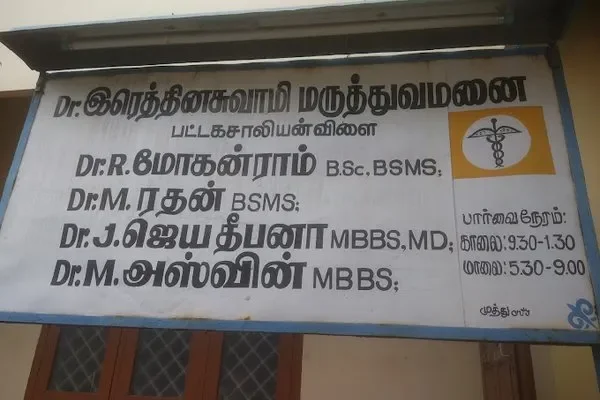 Dr. இரெத்தினசுவாமி மருத்துவமனை
பட்டகசாலியன்விளை
Dr.R. மோகன்ராம் B.Sc, BSMS;
Dr.M. ரதன் BSMS;
Dr.J. ஜெய தீபனா MBBS, MD;
Dr.M. அஸ்வின் MBBS;
பார்வைநேரம்:
காலை: 9.30-1.30
மாலை: 5.30-9.00
முத்து